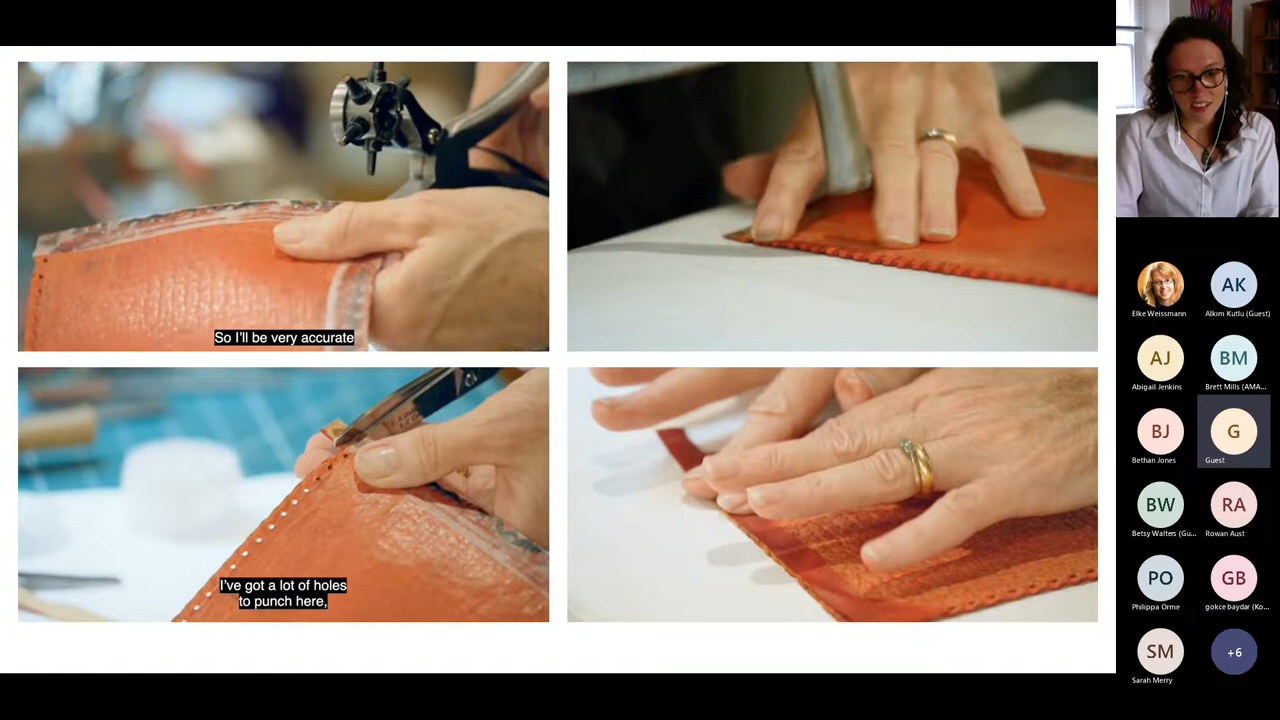 So I'll be very accurate
I've got a lot of holes
to punch here,
Elke Weissmann
AK
Alkım Kutlu (Guest)
AJ
Abigail Jenkins
BM
Brett Mills (AMA...
BJ
Bethan Jones
G
Guest
BW
Betsy Walters (Gu...
RA
Rowan Aust
PO
Philippa Orme
GB
gokce baydar (Ko...
SM
Sarah Merry
+6